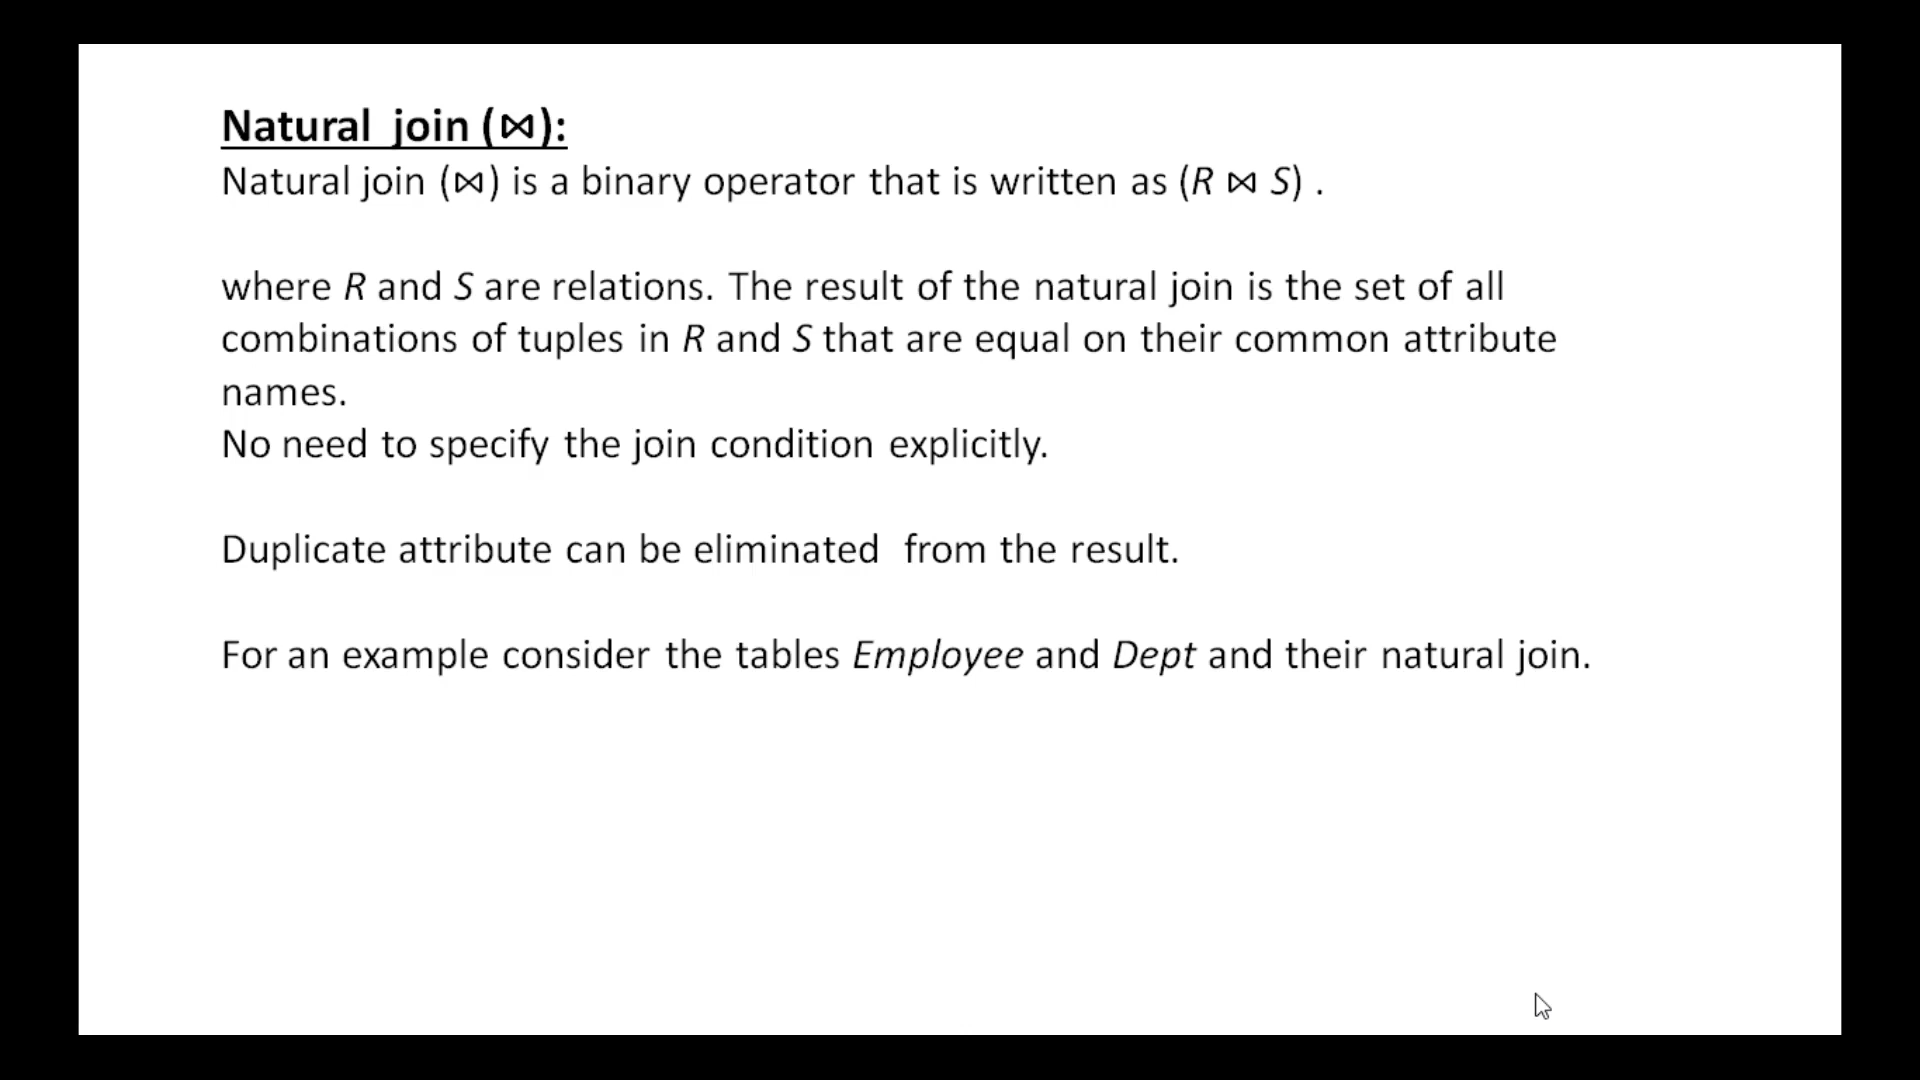 Natural join (⋈):
Natural join (⋈) is a binary operator that is written as (R ⋈ S) .
where R and S are relations. The result of the natural join is the set of all
combinations of tuples in R and S that are equal on their common attribute
names.
No need to specify the join condition explicitly.
Duplicate attribute can be eliminated from the result.
For an example consider the tables Employee and Dept and their natural join.